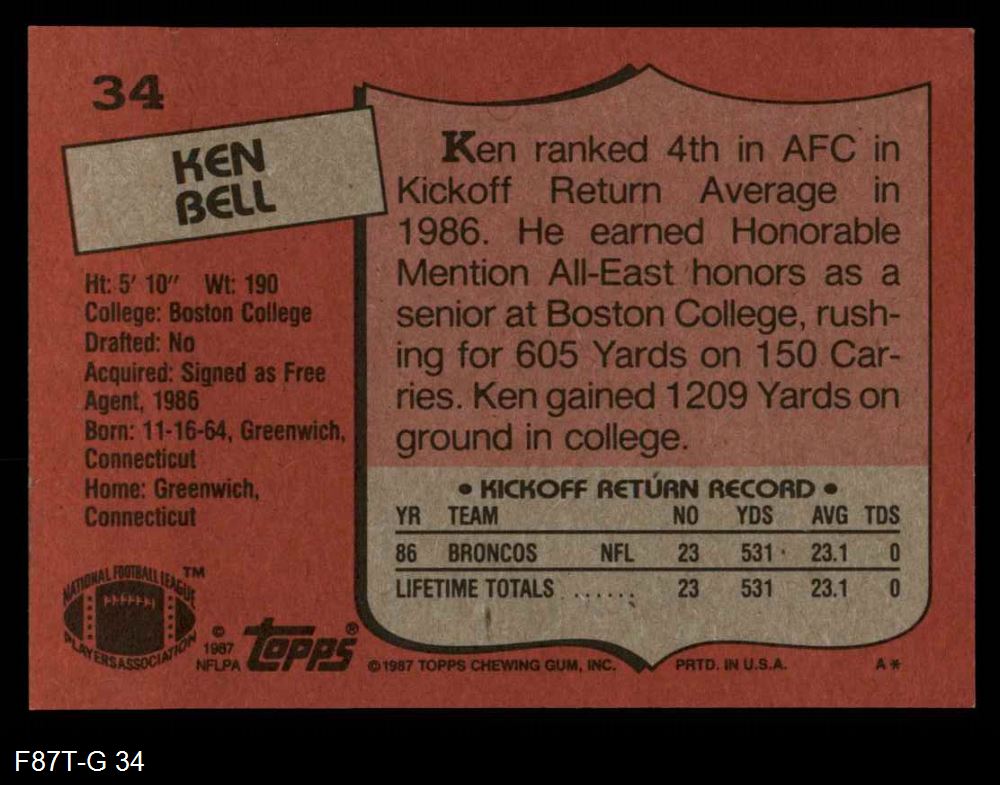 34
KEN
BELL
Ht: 5' 10" Wt: 190
College: Boston College
Drafted: No
Acquired: Signed as Free
Agent, 1986
Born: 11-16-64, Greenwich,
Connecticut
Home: Greenwich,
Connecticut
NATIONAL FOOTBALL LEAGUE
PLAYERS ASSOCIATION
TM
© 1987
NFLPA
TOPPS®
Ken ranked 4th in AFC in
Kickoff Return Average in
1986. He earned Honorable
Mention All-East honors as a
senior at Boston College, rush-
ing for 605 Yards on 150 Car-
ries. Ken gained 1209 Yards on
ground in college.
• KICKOFF RETURN RECORD •
YR TEAM NO YDS AVG TDS
86 BRONCOS NFL 23 531 23.1 0
LIFETIME TOTALS ...... 23 531 23.1 0
©1987 TOPPS CHEWING GUM, INC. PRTD. IN U.S.A. A*
F87T-G 34